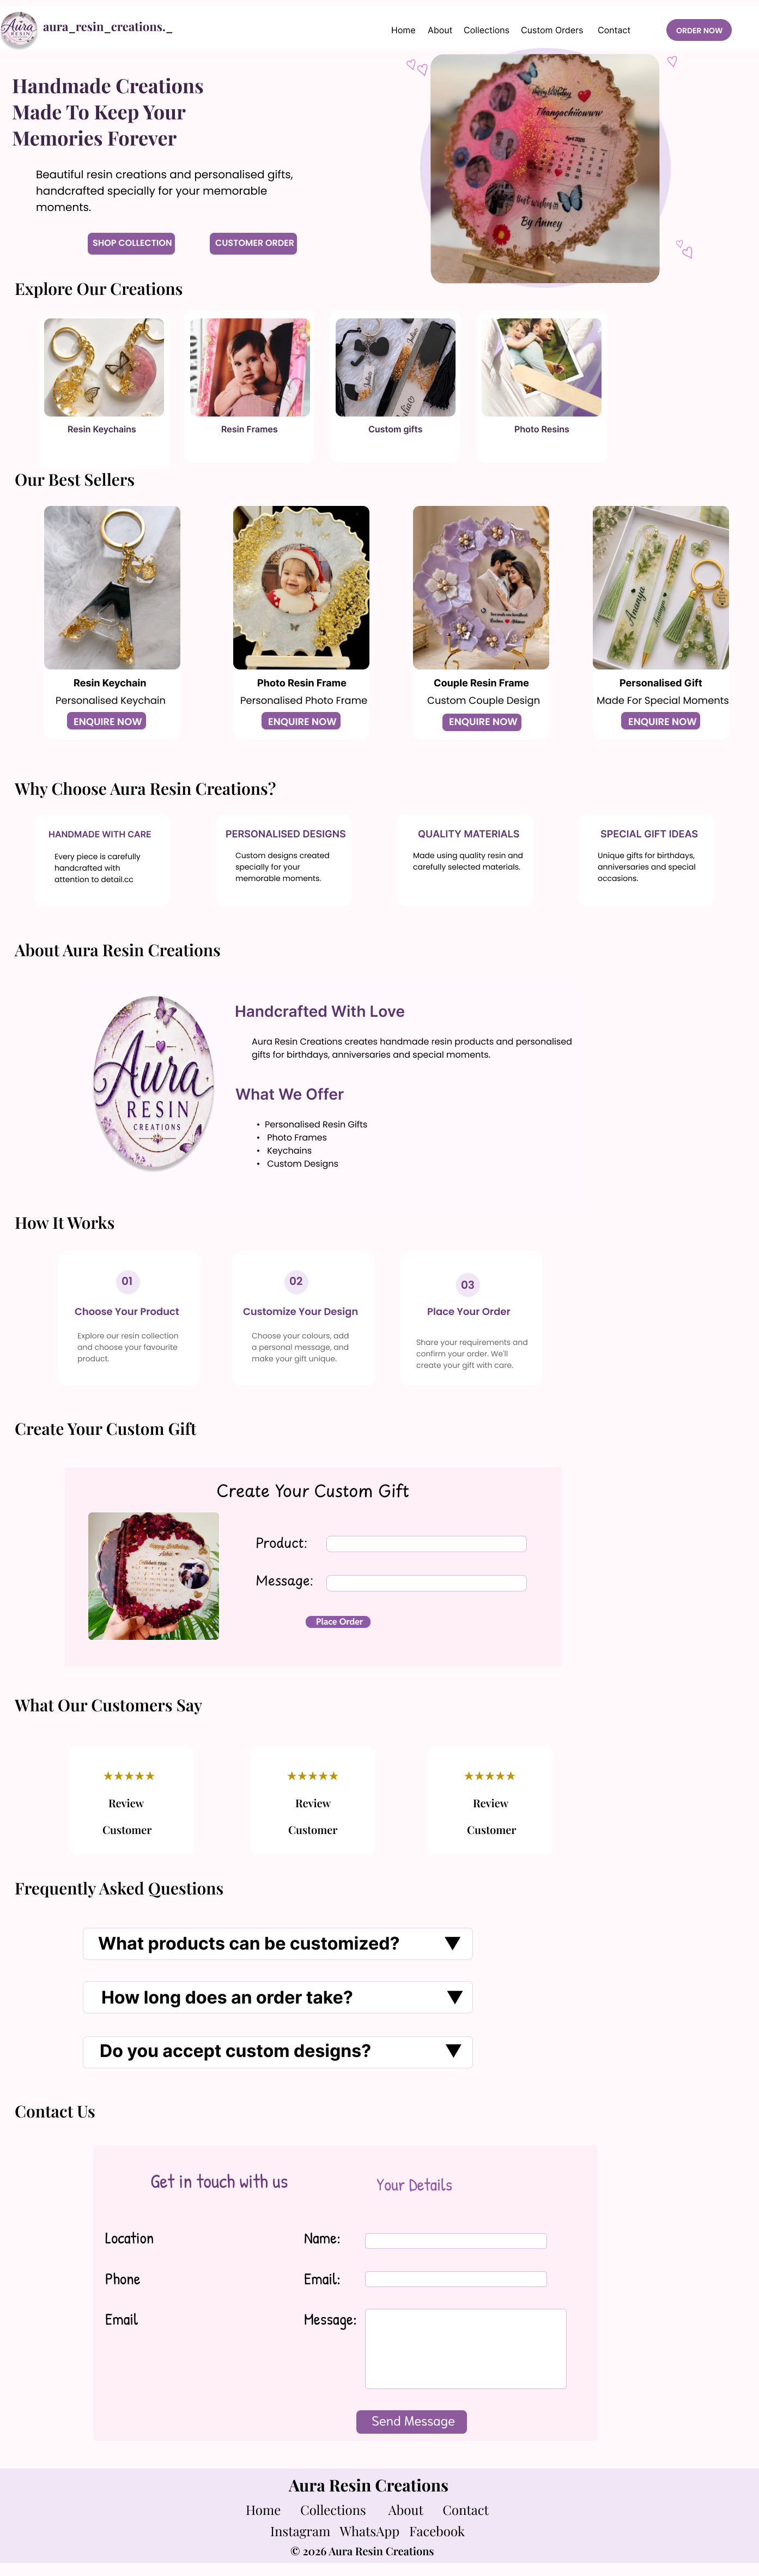 Aura
RESIN
aura_resin_creations._
Home About Collections Custom Orders Contact
ORDER NOW
Handmade Creations
Made To Keep Your
Memories Forever
Beautiful resin creations and personalised gifts,
handcrafted specially for your memorable
moments.
SHOP COLLECTION
CUSTOMER ORDER
Happy Birthday
Thangachiiowww
April 2026
Best wishes
By Anney
Explore Our Creations
Resin Keychains
Resin Frames
Custom gifts
Photo Resins
Our Best Sellers
Ananya
Resin Keychain
Photo Resin Frame
Couple Resin Frame
Personalised Gift
Personalised Keychain
Personalised Photo Frame
Custom Couple Design
Made For Special Moments
ENQUIRE NOW
ENQUIRE NOW
ENQUIRE NOW
ENQUIRE NOW
Why Choose Aura Resin Creations?
HANDMADE WITH CARE
Every piece is carefully
handcrafted with
attention to detail.cc
PERSONALISED DESIGNS
Custom designs created
specially for your
memorable moments.
QUALITY MATERIALS
Made using quality resin and
carefully selected materials.
SPECIAL GIFT IDEAS
Unique gifts for birthdays,
anniversaries and special
occasions.
About Aura Resin Creations
Aura
RESIN
CREATIONS
Handcrafted With Love
Aura Resin Creations creates handmade resin products and personalised
gifts for birthdays, anniversaries and special moments.
What We Offer
• Personalised Resin Gifts
• Photo Frames
• Keychains
• Custom Designs
How It Works
01
Choose Your Product
Explore our resin collection
and choose your favourite
product.
02
Customize Your Design
Choose your colours, add
a personal message, and
make your gift unique.
03
Place Your Order
Share your requirements and
confirm your order. We'll
create your gift with care.
Create Your Custom Gift
Create Your Custom Gift
Happy Birthday,
Product:
Message:
Place Order
What Our Customers Say
★★★★★
Review
Customer
★★★★★
Review
Customer
★★★★★
Review
Customer
Frequently Asked Questions
What products can be customized? ▼
How long does an order take? ▼
Do you accept custom designs? ▼
Contact Us
Get in touch with us
Your Details
Location
Phone
Email
Name:
Email:
Message:
Send Message
Aura Resin Creations
Home Collections About Contact
Instagram WhatsApp Facebook
© 2026 Aura Resin Creations